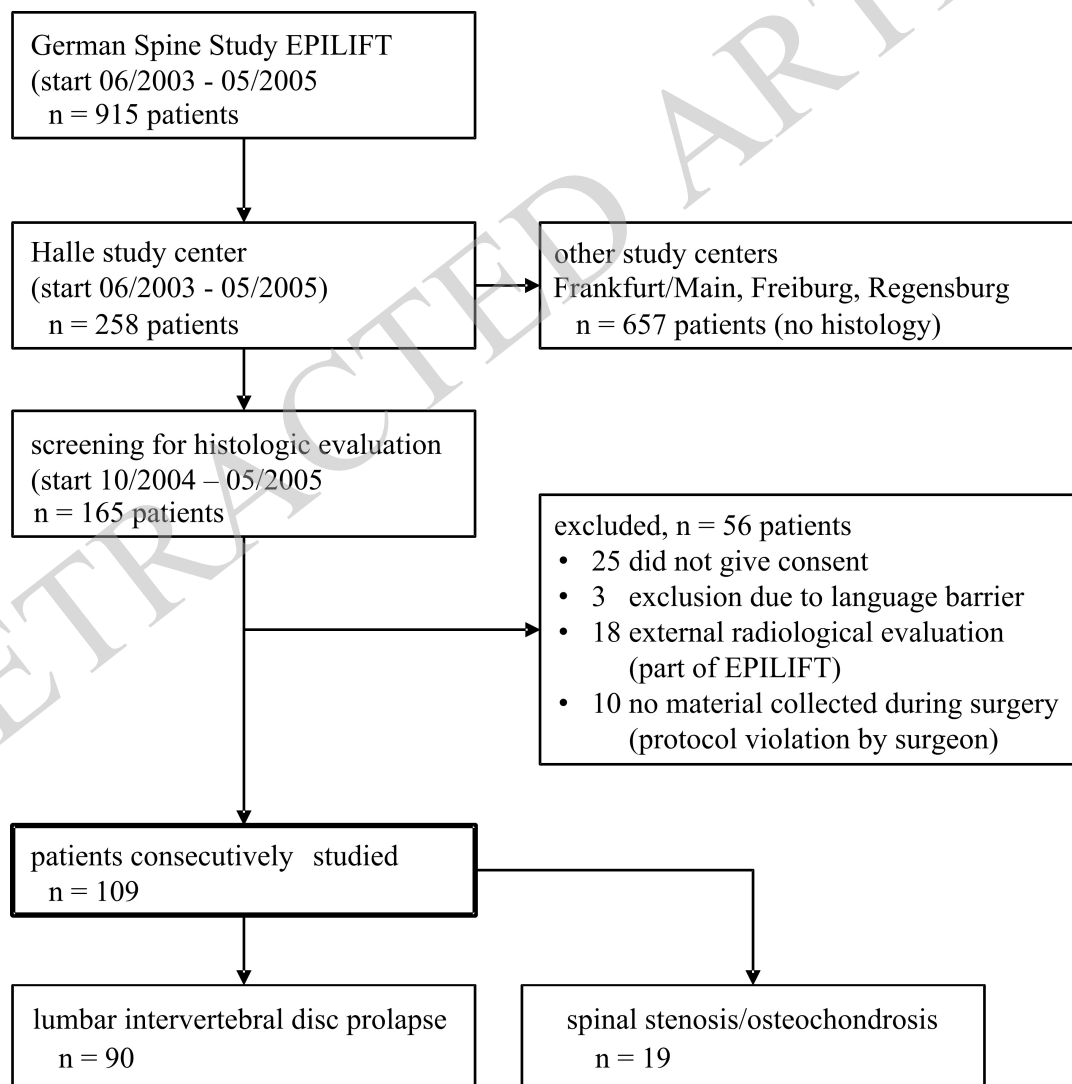 German Spine Study EPILIFT
(start 06/2003 - 05/2005
n = 915 patients
Halle study center
(start 06/2003 - 05/2005)
n = 258 patients
other study centers
Frankfurt/Main, Freiburg, Regensburg
n = 657 patients (no histology)
screening for histologic evaluation
(start 10/2004 – 05/2005
n = 165 patients
excluded, n = 56 patients
• 25 did not give consent
• 3 exclusion due to language barrier
• 18 external radiological evaluation
(part of EPILIFT)
• 10 no material collected during surgery
(protocol violation by surgeon)
patients consecutively studied
n = 109
lumbar intervertebral disc prolapse
n = 90
spinal stenosis/osteochondrosis
n = 19
ETRACTED ART